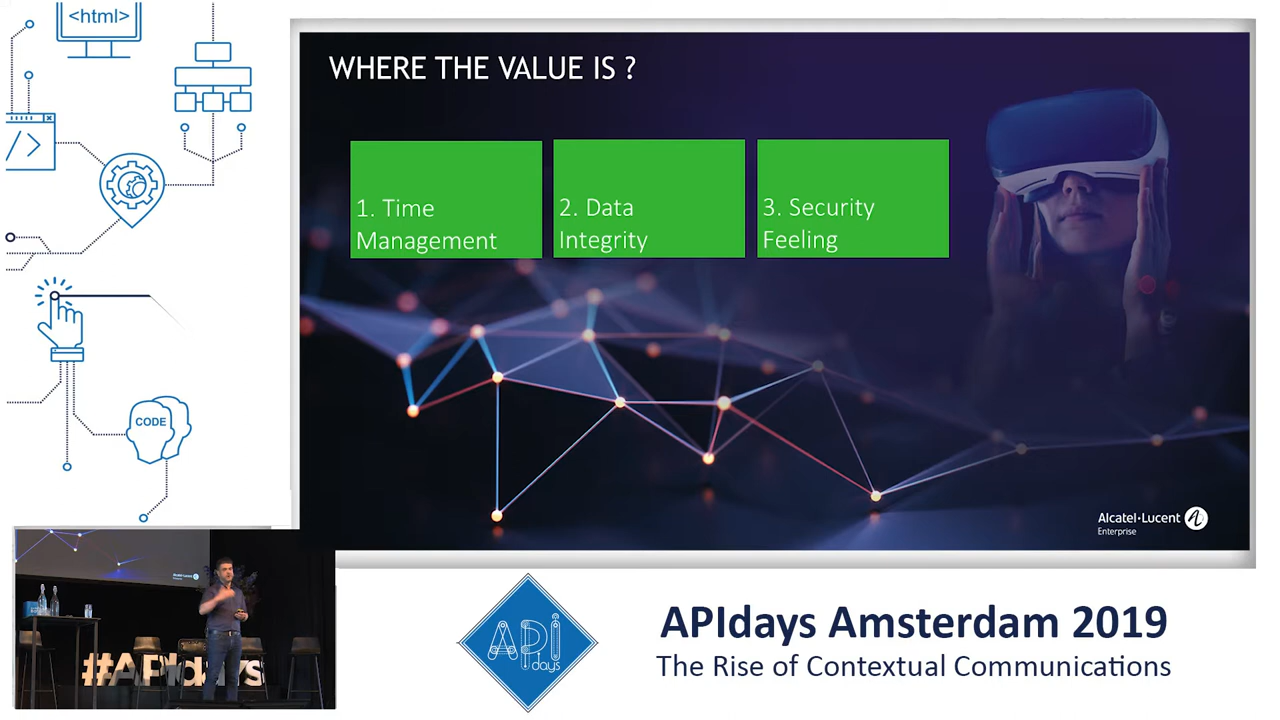 <html>
</>
CODE
WHERE THE VALUE IS ?
1. Time
Management
2. Data
Integrity
3. Security
Feeling
Alcatel·Lucent
Enterprise
#APIdays
API
days
APIdays Amsterdam 2019
The Rise of Contextual Communications